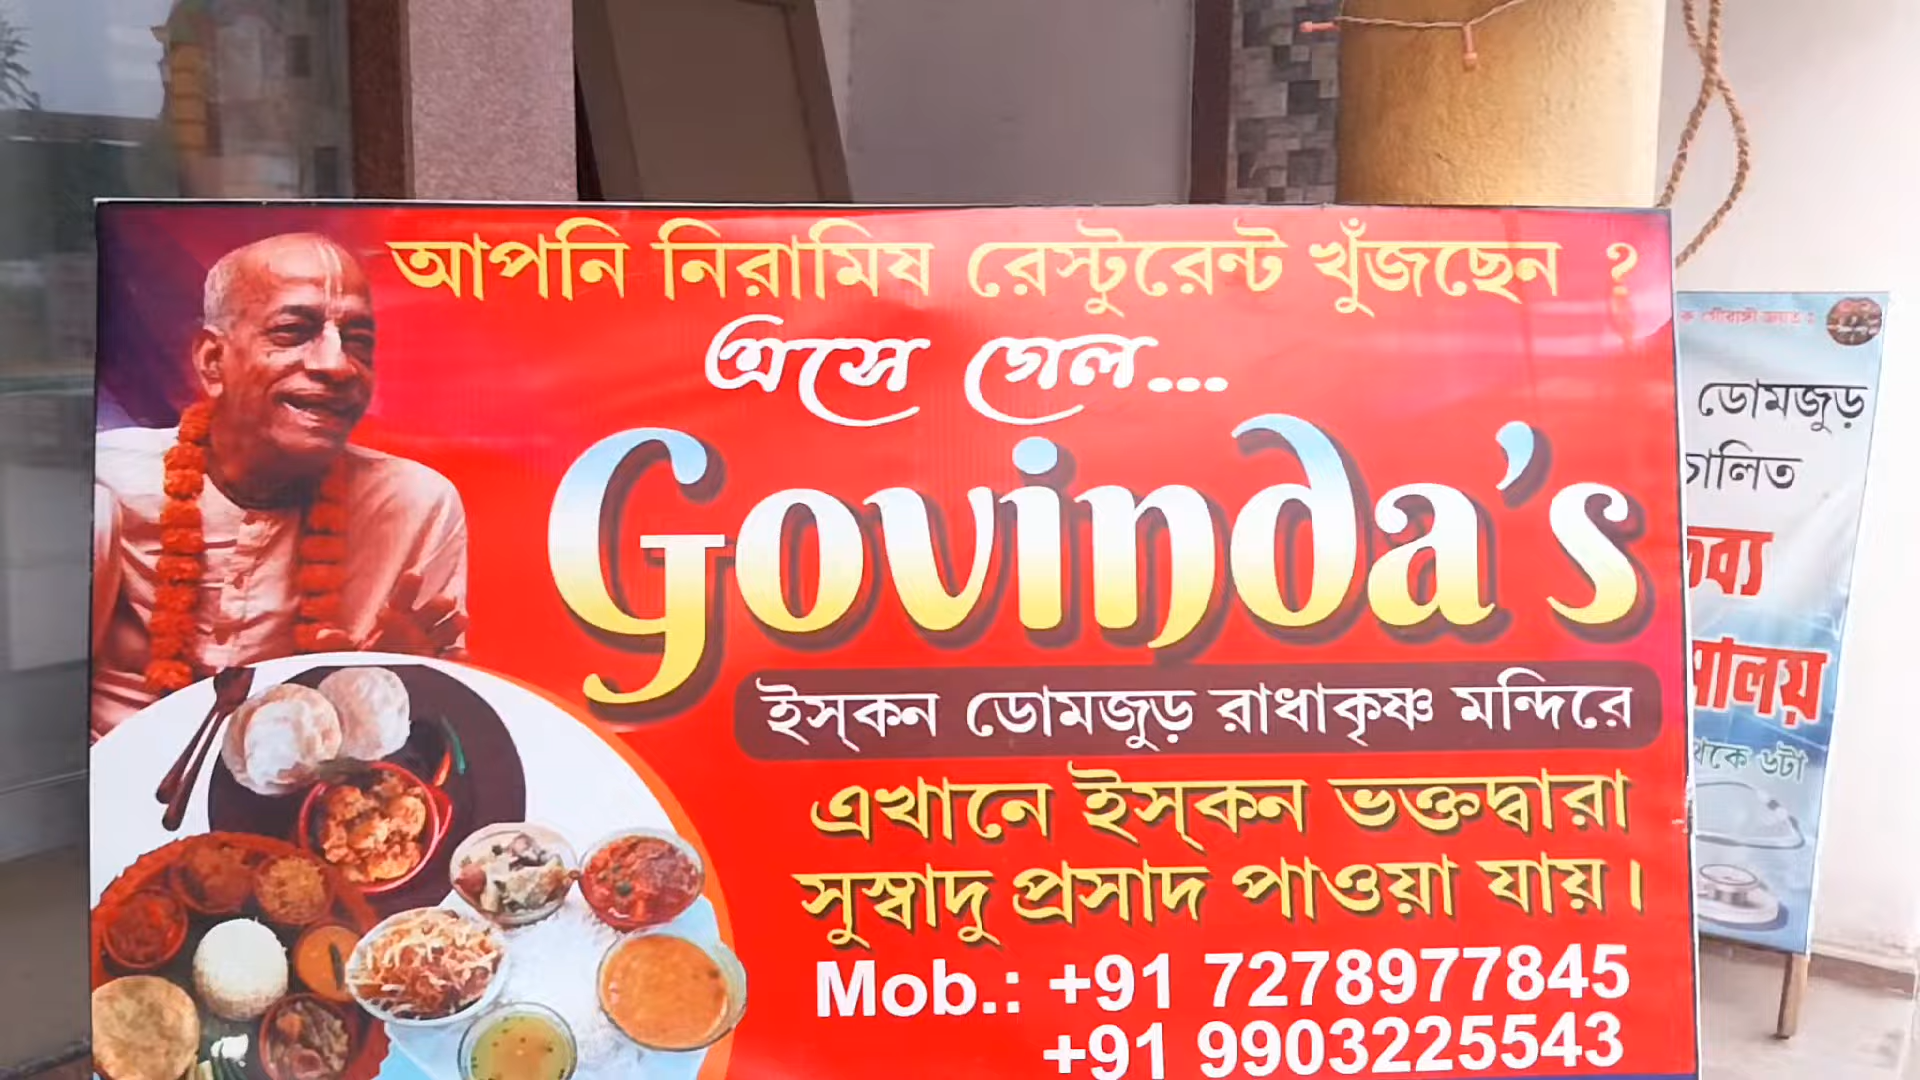 আপনি নিরামিষ রেস্টুরেন্ট খুঁজছেন ?
এসে গেল...
Govinda's
ইস্‌কন ডোমজুড় রাধাকৃষ্ণ মন্দিরে
এখানে ইস্‌কন ভক্তদ্বারা
সুস্বাদু প্রসাদ পাওয়া যায়।
Mob.: +91 7278977845
+91 9903225543
ডোমজুড়
৬টা